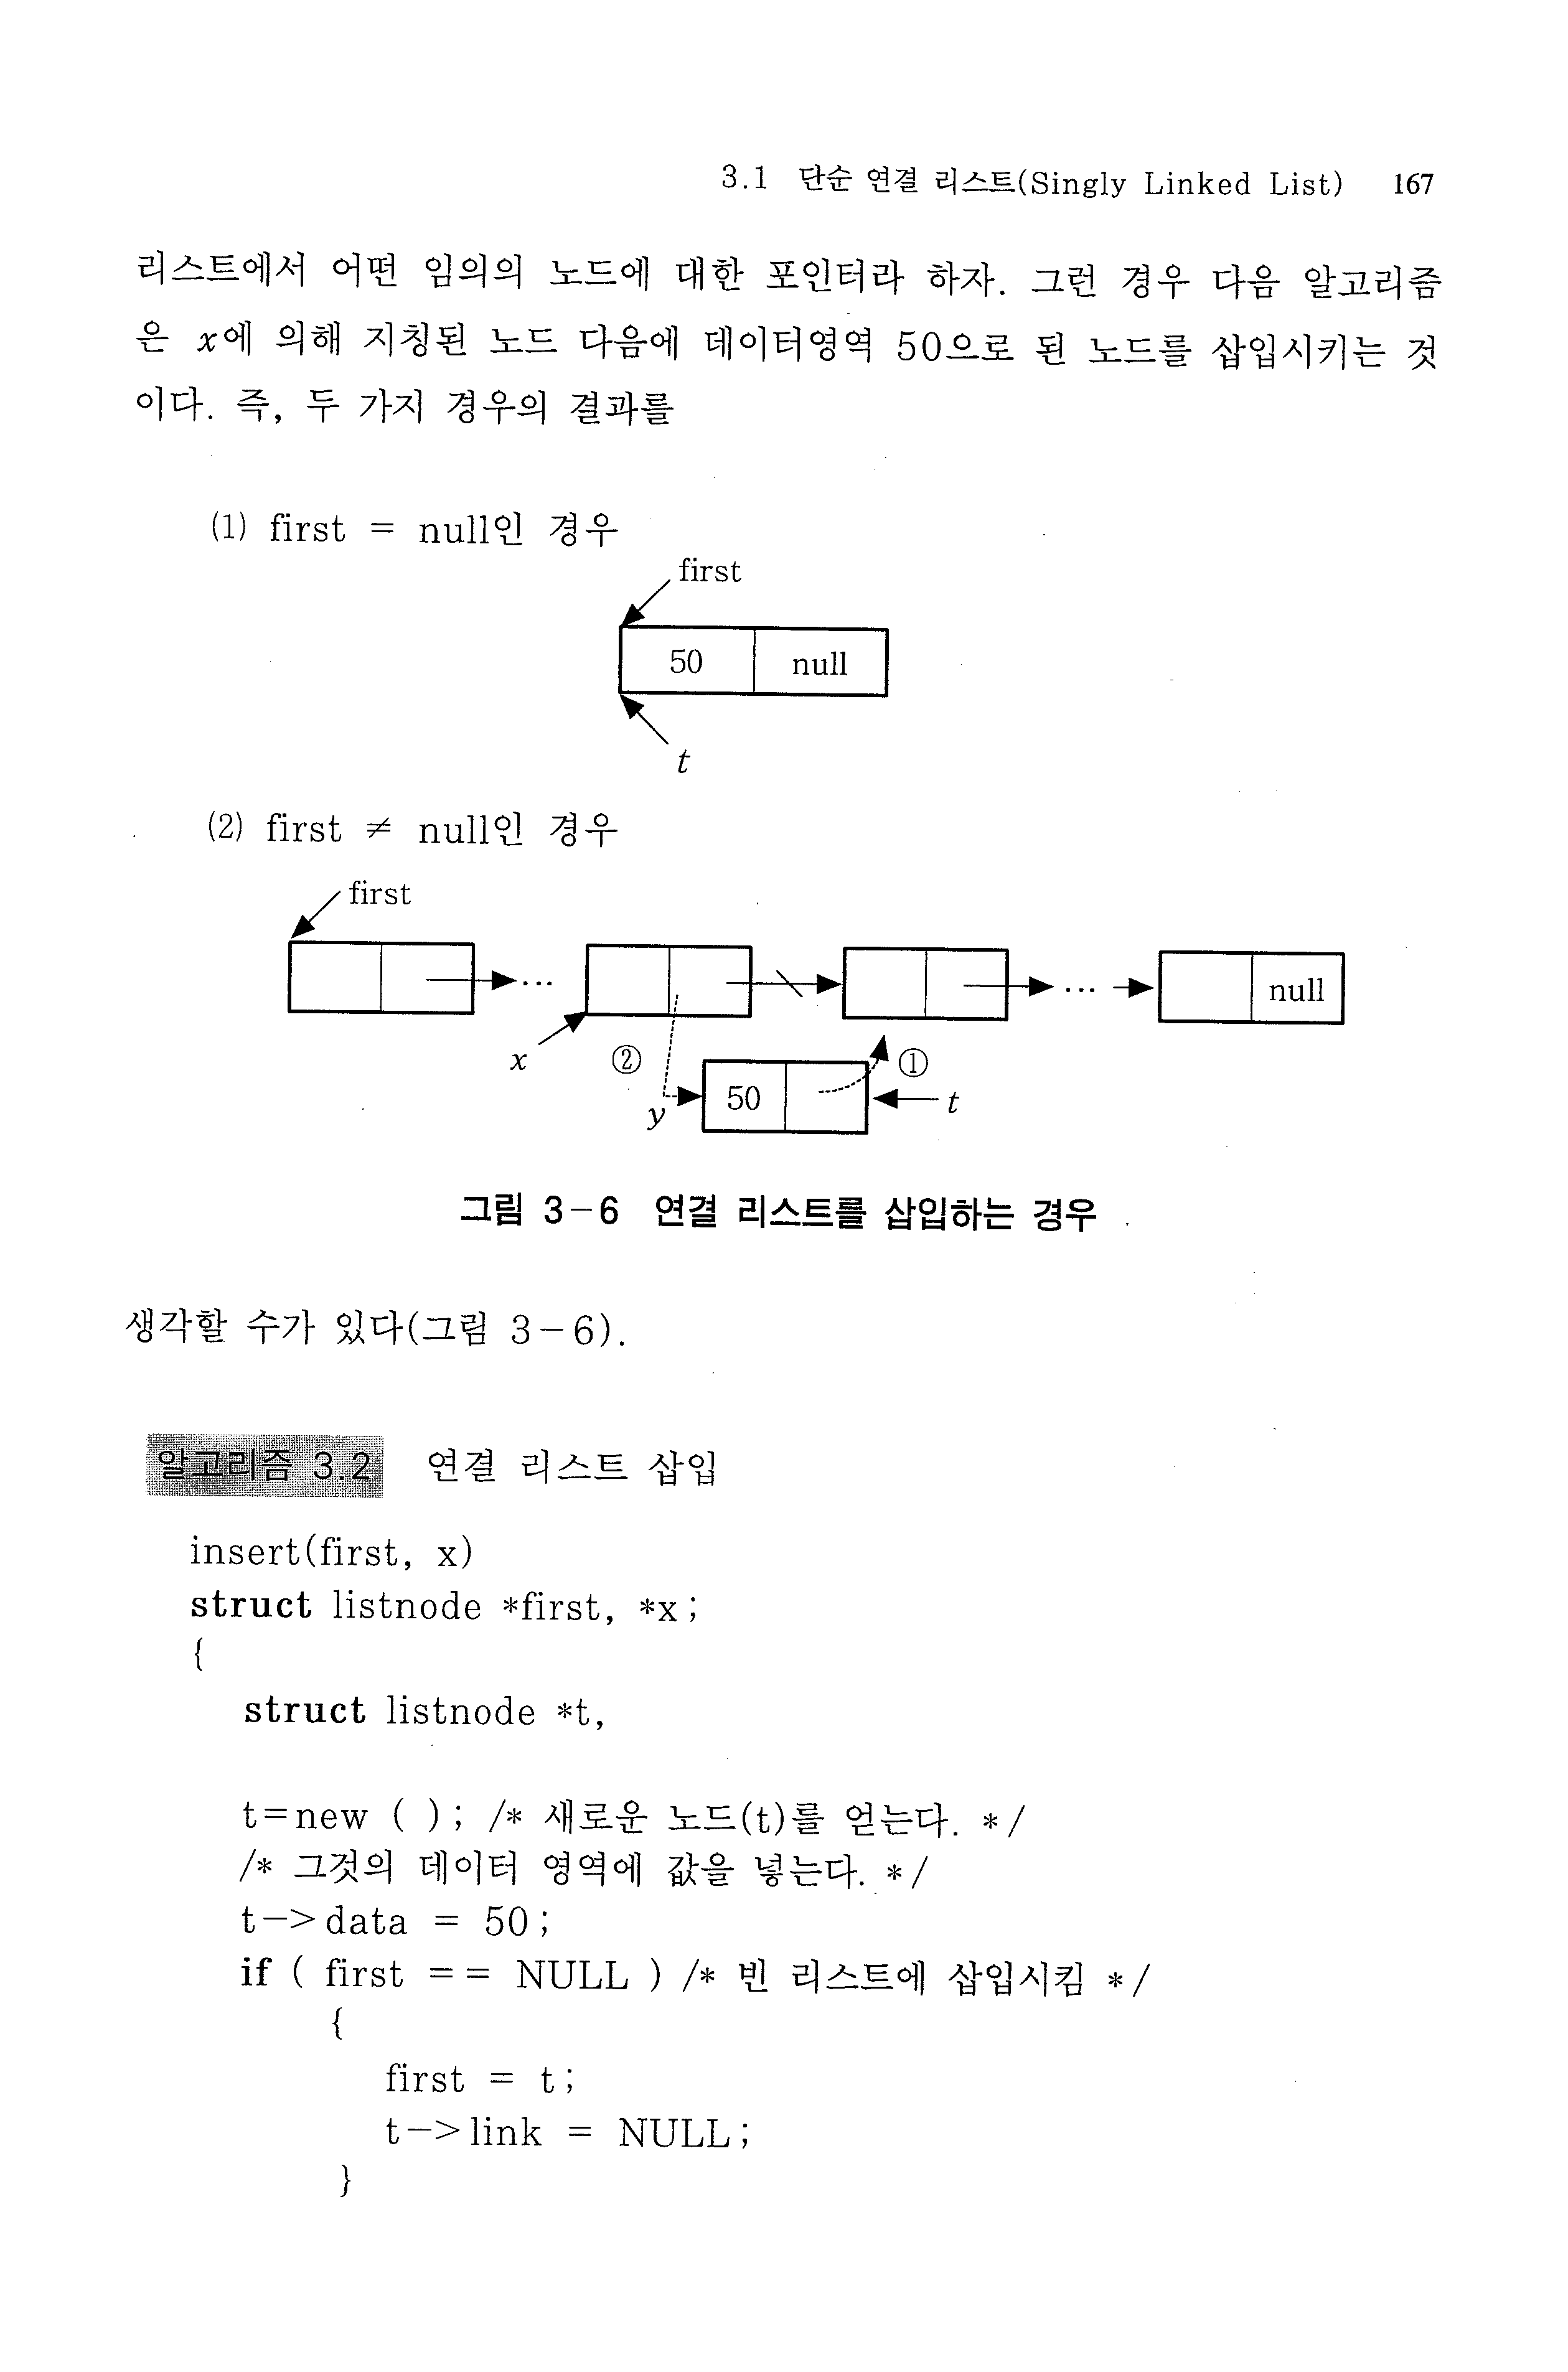 3.1 단순 연결 리스트(Singly Linked List) 167
리스트에서 어떤 임의의 노드에 대한 포인터라 하자. 그런 경우 다음 알고리즘
은 x에 의해 지칭된 노드 다음에 데이터영역 50으로 된 노드를 삽입시키는 것
이다. 즉, 두 가지 경우의 결과를
(1) first = null인 경우
first
50 null
t
(2) first ≠ null인 경우
first
... ... null
x ② ①
y 50 t
그림 3-6 연결 리스트를 삽입하는 경우
생각할 수가 있다(그림 3-6).
알고리즘 3.2 연결 리스트 삽입
insert(first, x)
struct listnode *first, *x;
{
struct listnode *t,
t=new ( ); /* 새로운 노드(t)를 얻는다. */
/* 그것의 데이터 영역에 값을 넣는다. */
t->data = 50;
if ( first == NULL ) /* 빈 리스트에 삽입시킴 */
{
first = t;
t->link = NULL;
}